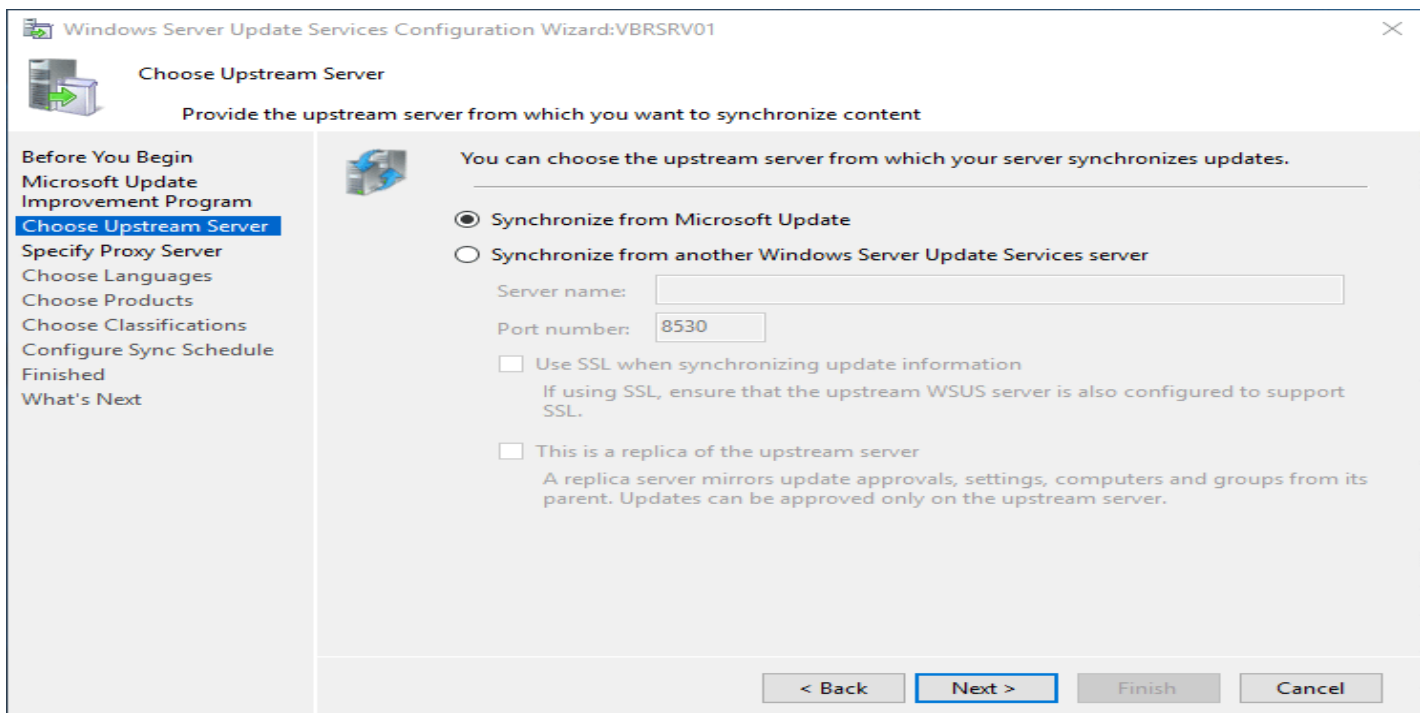 Windows Server Update Services Configuration Wizard:VBRSRV01
Choose Upstream Server
Provide the upstream server from which you want to synchronize content
Before You Begin
Microsoft Update
Improvement Program
Choose Upstream Server
Specify Proxy Server
Choose Languages
Choose Products
Choose Classifications
Configure Sync Schedule
Finished
What's Next
You can choose the upstream server from which your server synchronizes updates.
Synchronize from Microsoft Update
Synchronize from another Windows Server Update Services server
Server name:
Port number: 8530
Use SSL when synchronizing update information
If using SSL, ensure that the upstream WSUS server is also configured to support
SSL.
This is a replica of the upstream server
A replica server mirrors update approvals, settings, computers and groups from its
parent. Updates can be approved only on the upstream server.
< Back Next > Finish Cancel